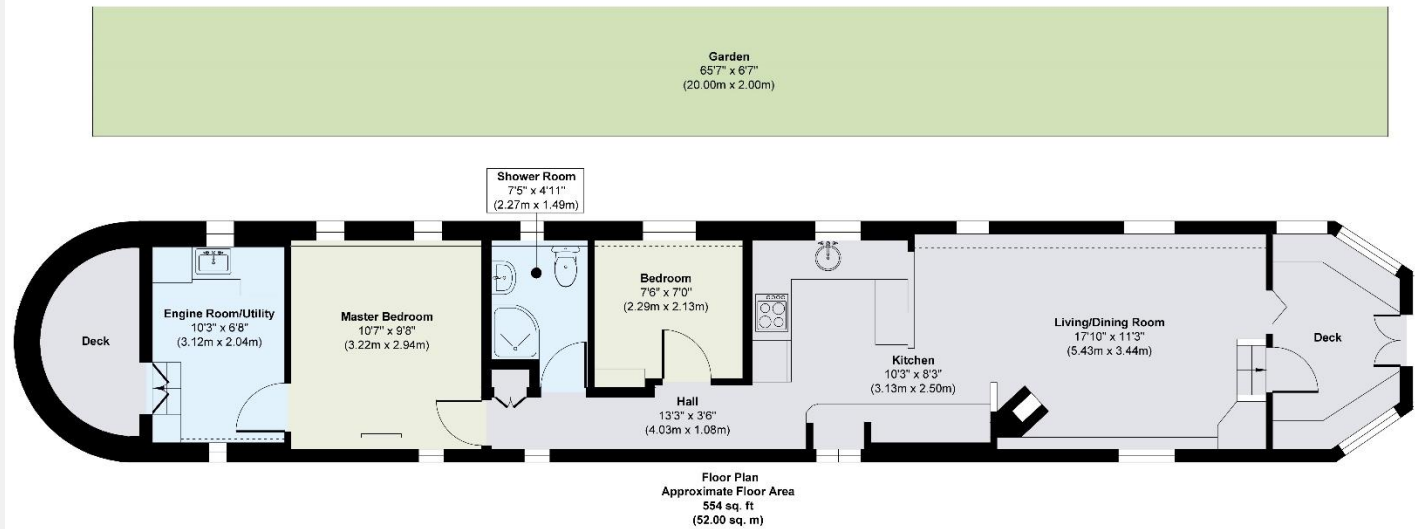 Garden
65'7" x 6'7"
(20.00m x 2.00m)
Shower Room
7'5" x 4'11"
(2.27m x 1.49m)
Deck
Engine Room/Utility
10'3" x 6'8"
(3.12m x 2.04m)
Master Bedroom
10'7" x 9'8"
(3.22m x 2.94m)
Bedroom
7'6" x 7'0"
(2.29m x 2.13m)
Hall
13'3" x 3'6"
(4.03m x 1.08m)
Kitchen
10'3" x 8'3"
(3.13m x 2.50m)
Living/Dining Room
17'10" x 11'3"
(5.43m x 3.44m)
Deck
Floor Plan
Approximate Floor Area
554 sq. ft
(52.00 sq. m)